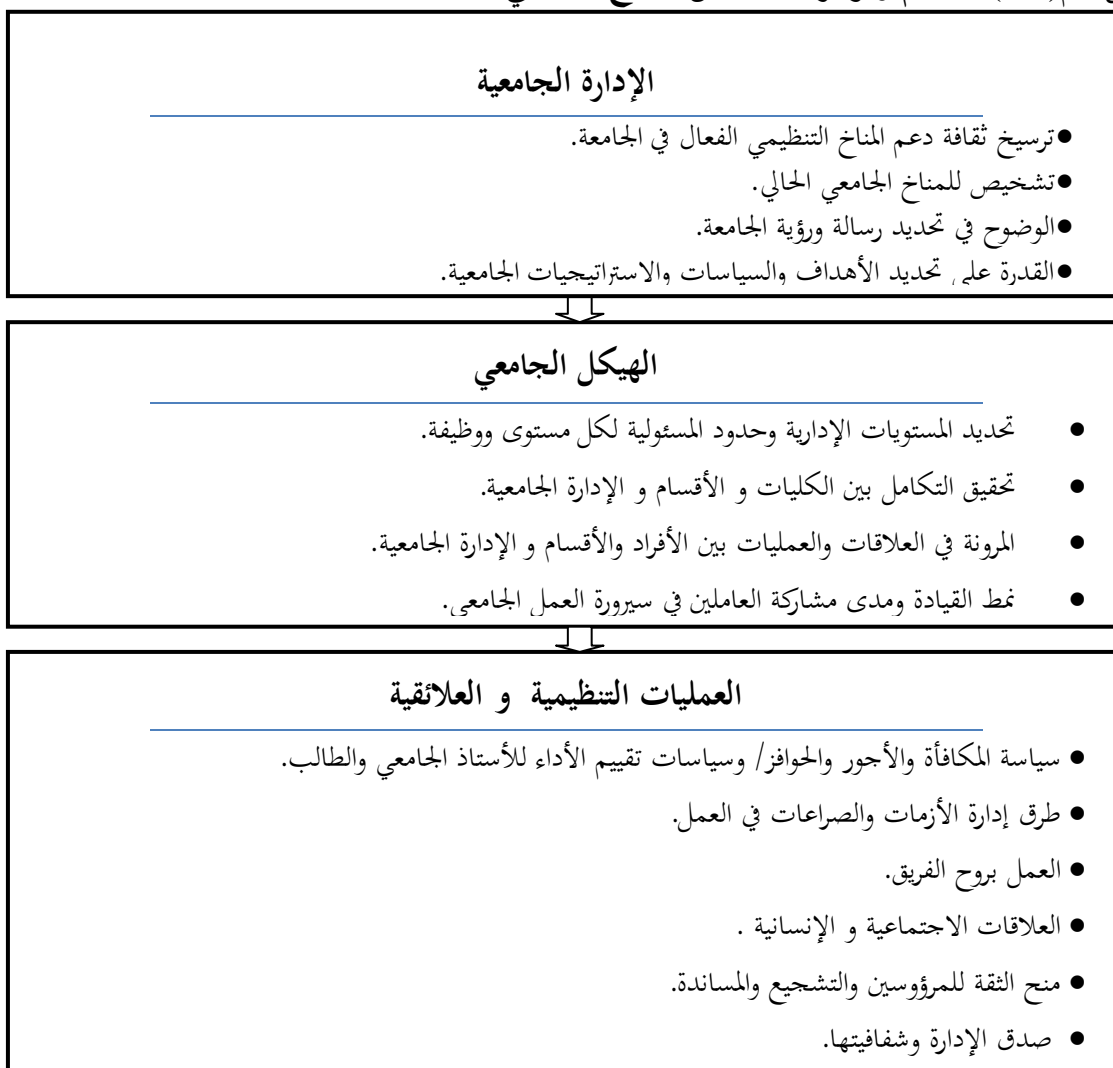 الإدارة الجامعية
●ترسيخ ثقافة دعم المناخ التنظيمي الفعال في الجامعة.
●تشخيص للمناخ الجامعي الحالي.
●الوضوح في تحديد رسالة ورؤية الجامعة.
●القدرة على تحديد الأهداف والسياسات والاستراتيجيات الجامعية.
الهيكل الجامعي
● تحديد المستويات الإدارية وحدود المسئولية لكل مستوى ووظيفة.
● تحقيق التكامل بين الكليات و الأقسام و الإدارة الجامعية.
● المرونة في العلاقات والعمليات بين الأفراد والأقسام و الإدارة الجامعية.
● نمط القيادة ومدى مشاركة العاملين في سيرورة العمل الجامعي.
العمليات التنظيمية و العلائقية
● سياسة المكافأة والأجور والحوافز/ وسياسات تقييم الأداء للأستاذ الجامعي والطالب.
● طرق إدارة الأزمات والصراعات في العمل.
● العمل بروح الفريق.
● العلاقات الاجتماعية و الإنسانية .
● منح الثقة للمرؤوسين والتشجيع والمساندة.
● صدق الإدارة وشفافيتها.